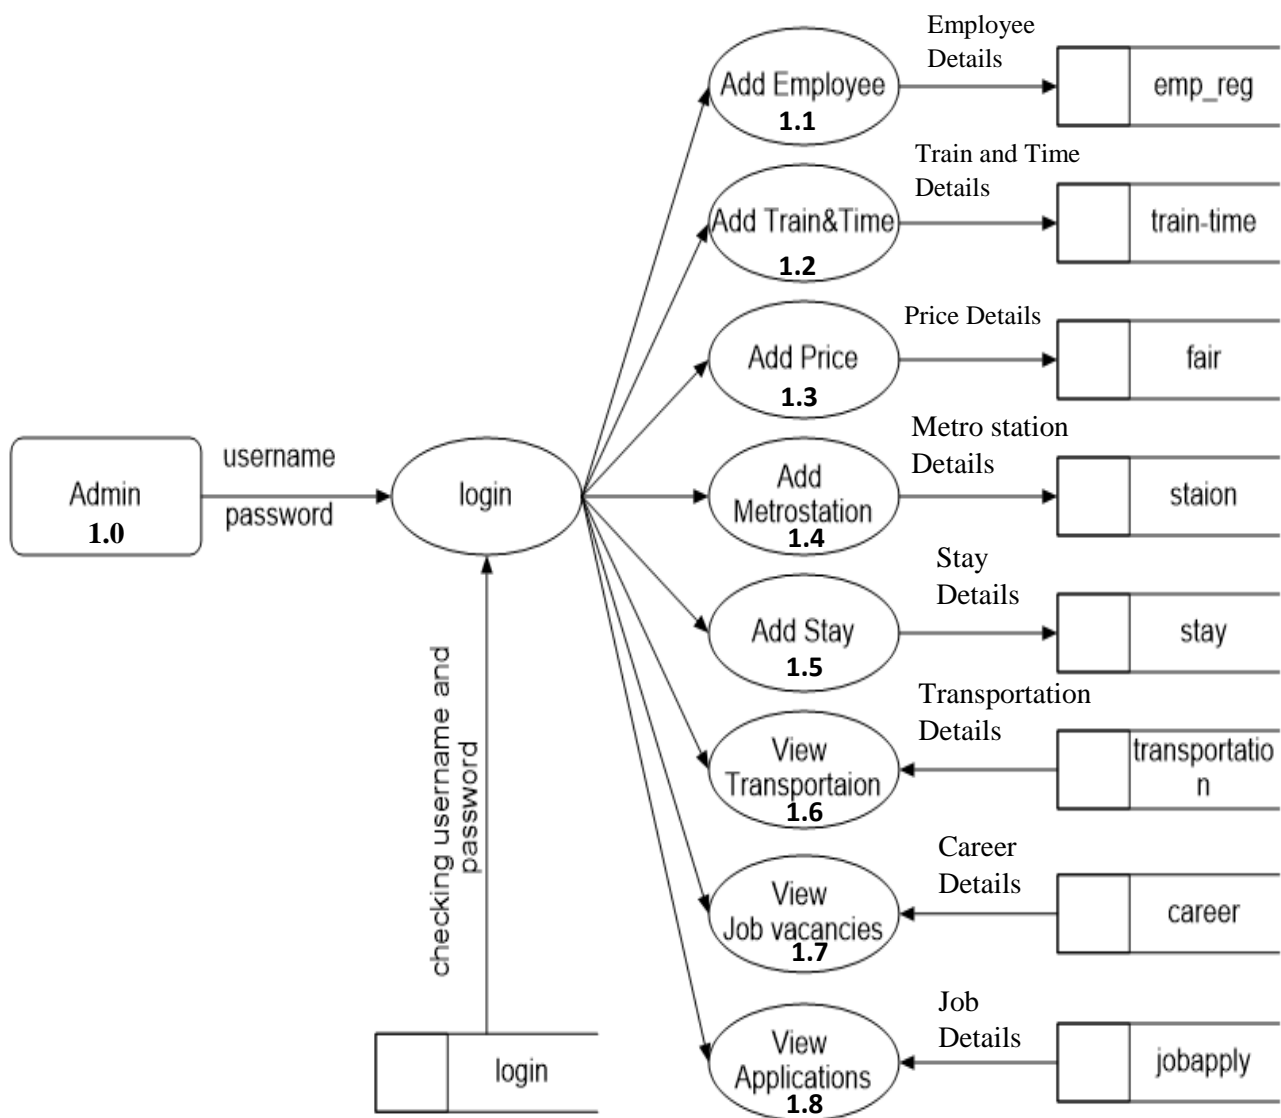 Employee
Details
Add Employee
1.1
emp_reg
Train and Time
Details
Add Train&Time
1.2
train-time
Price Details
Add Price
1.3
fair
Metro station
Details
Add
Metrostation
1.4
staion
Admin
1.0
username
password
login
Stay
Details
Add Stay
1.5
stay
checking username and
password
Transportation
Details
View
Transportaion
1.6
transportatio
n
Career
Details
View
Job vacancies
1.7
career
Job
Details
View
Applications
1.8
jobapply
login